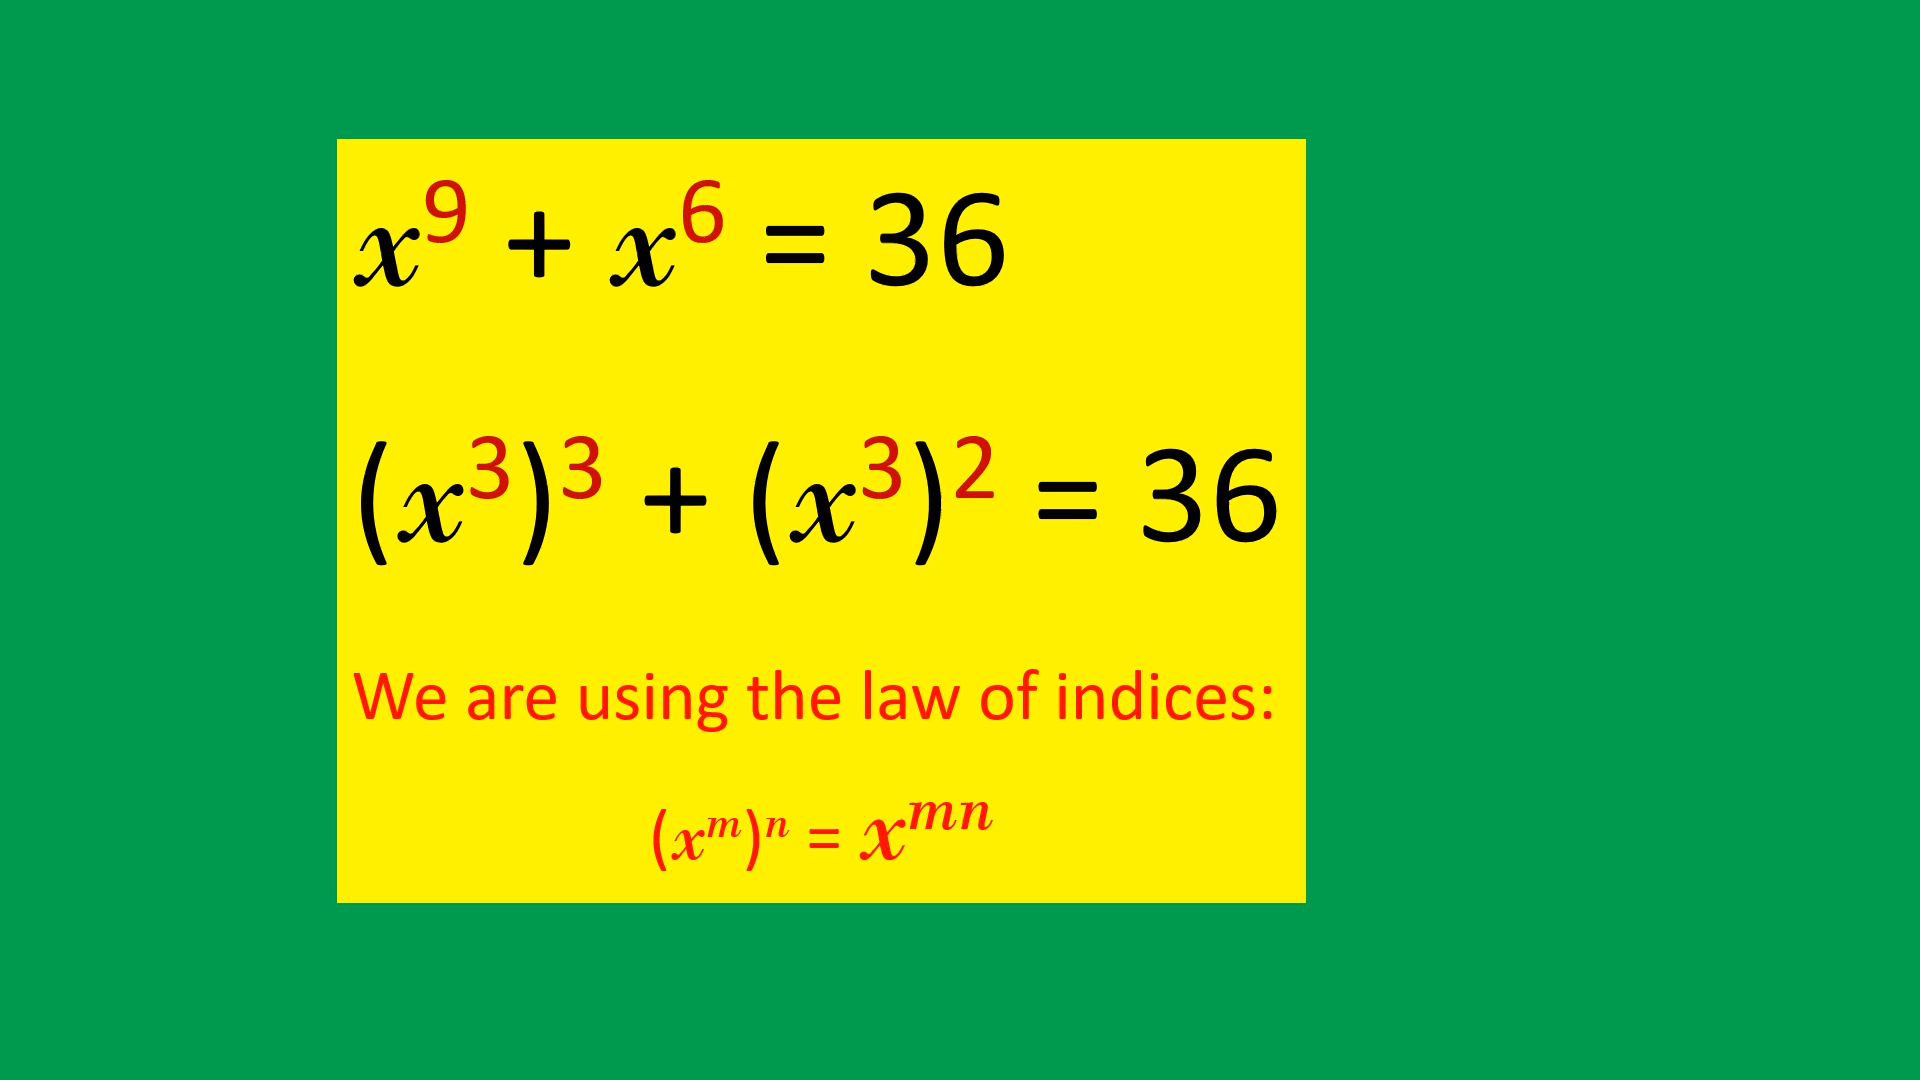 x⁹ + x⁶ = 36
(x³)³ + (x³)² = 36
We are using the law of indices:
(xᵐ)ⁿ = xᵐⁿ